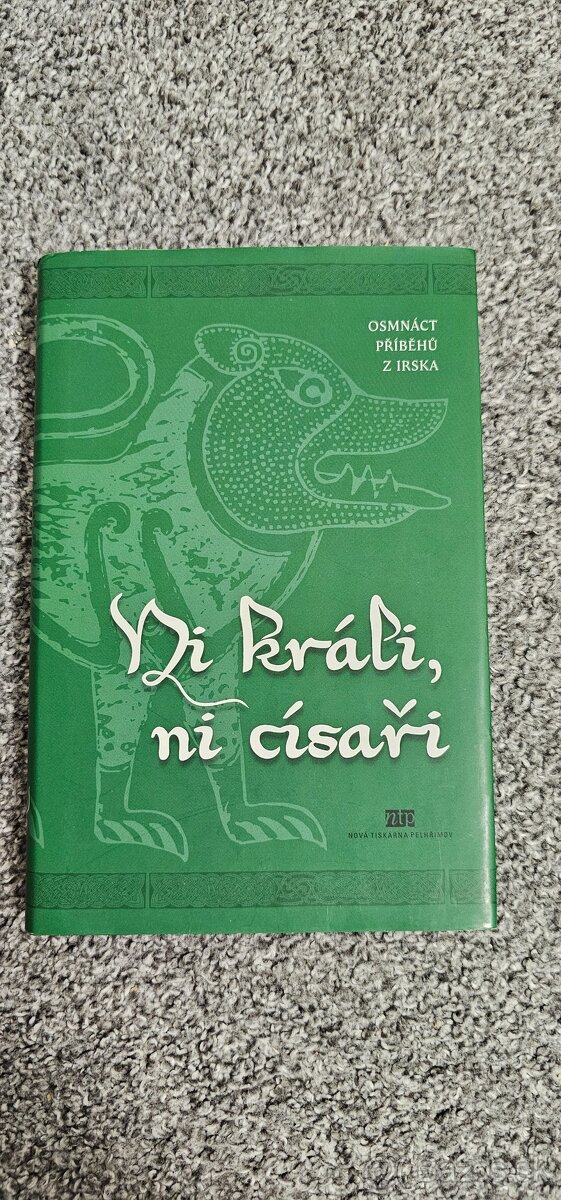 OSMNÁCT
PŘÍBĚHŮ
Z IRSKA
Ni králi,
ni císaři
ntp
NOVÁ TISKÁRNA PELHŘIMOV